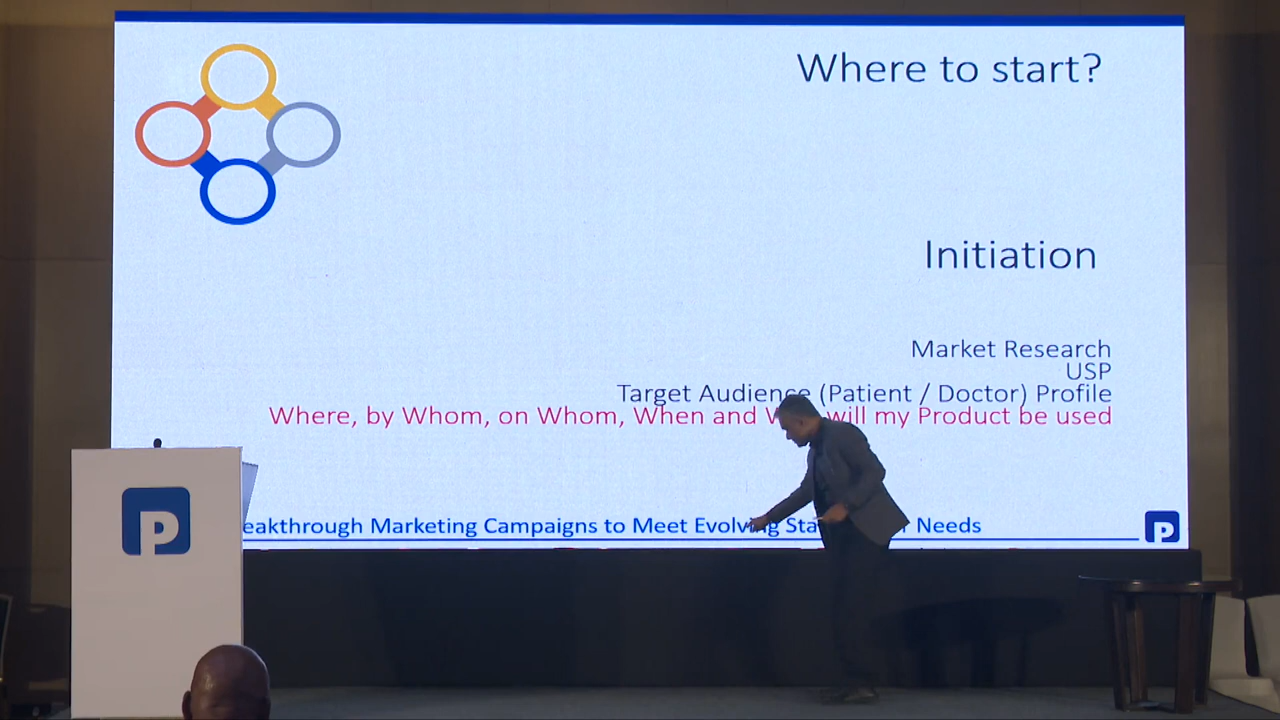 Where to start?
Initiation
Market Research
USP
Target Audience (Patient / Doctor) Profile
Where, by Whom, on Whom, When and will my Product be used
Marketing Campaigns to Meet Evolving Needs
P
P